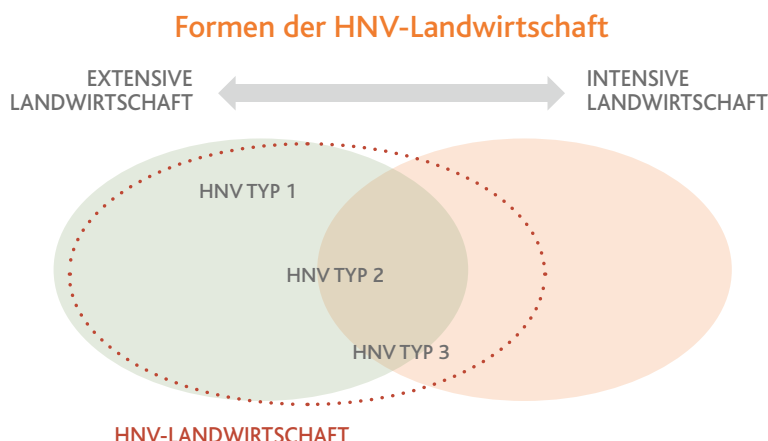 Formen der HNV-Landwirtschaft
EXTENSIVE
LANDWIRTSCHAFT
INTENSIVE
LANDWIRTSCHAFT
HNV TYP 1
HNV TYP 2
HNV TYP 3
HNV-LANDWIRTSCHAFT